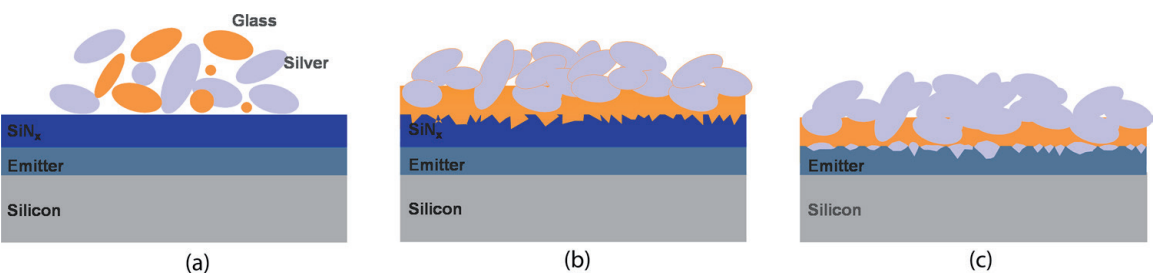 Glass
Silver
SiNx
Emitter
Silicon
(a)
SiNx
Emitter
Silicon
(b)
Emitter
Silicon
(c)